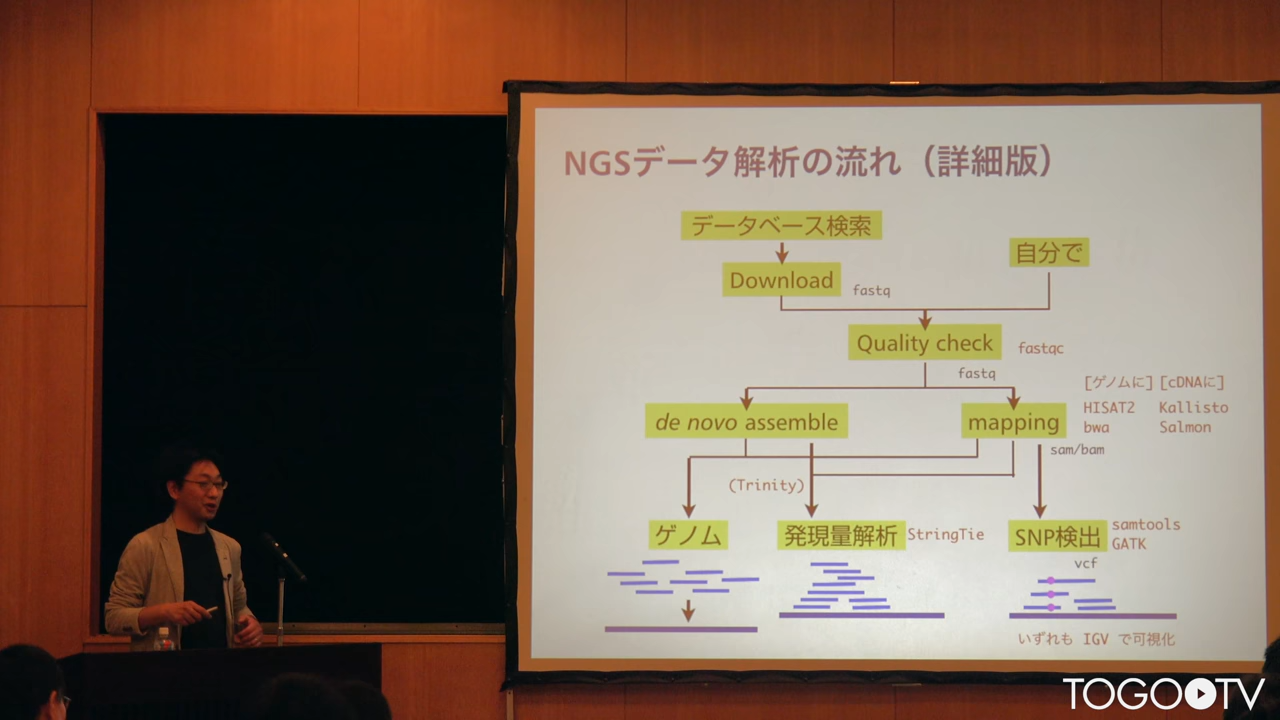 NGSデータ解析の流れ（詳細版）
データベース検索
自分で
Download
fastq
Quality check
fastqc
fastq
[ゲノムに] [cDNAに]
HISAT2 Kallisto
bwa Salmon
de novo assemble
mapping
sam/bam
(Trinity)
ゲノム
発現量解析
StringTie
SNP検出
samtools
GATK
vcf
いずれも IGV で可視化
TOGOTV